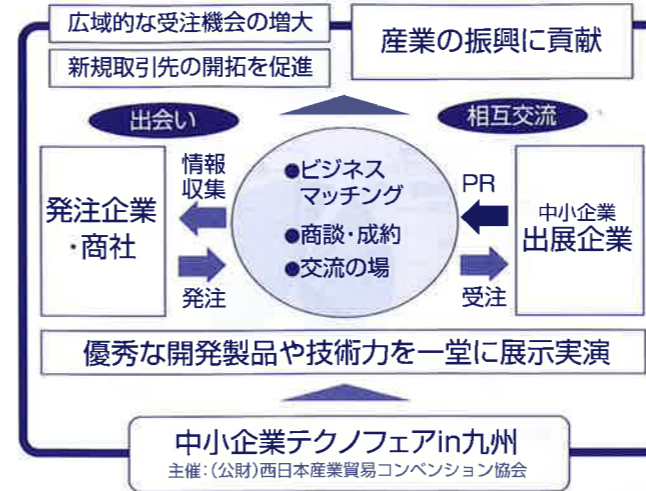 広域的な受注機会の増大
新規取引先の開拓を促進
産業の振興に貢献
出会い
相互交流
発注企業
・商社
情報
収集
発注
●ビジネス
マッチング
●商談・成約
●交流の場
PR
受注
中小企業
出展企業
優秀な開発製品や技術力を一堂に展示実演
中小企業テクノフェアin九州
主催:(公財)西日本産業貿易コンベンション協会